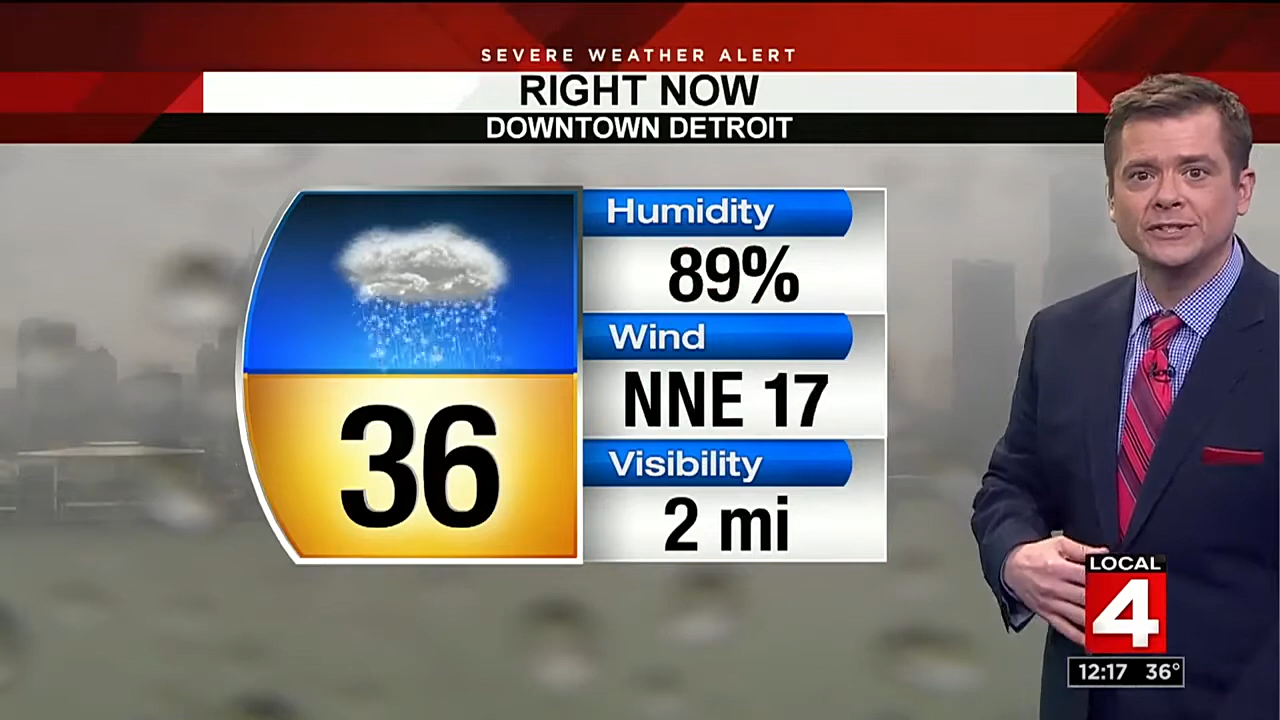 SEVERE WEATHER ALERT
RIGHT NOW
DOWNTOWN DETROIT
Humidity
89%
Wind
NNE 17
36
Visibility
2 mi
LOCAL
4
12:17 36°